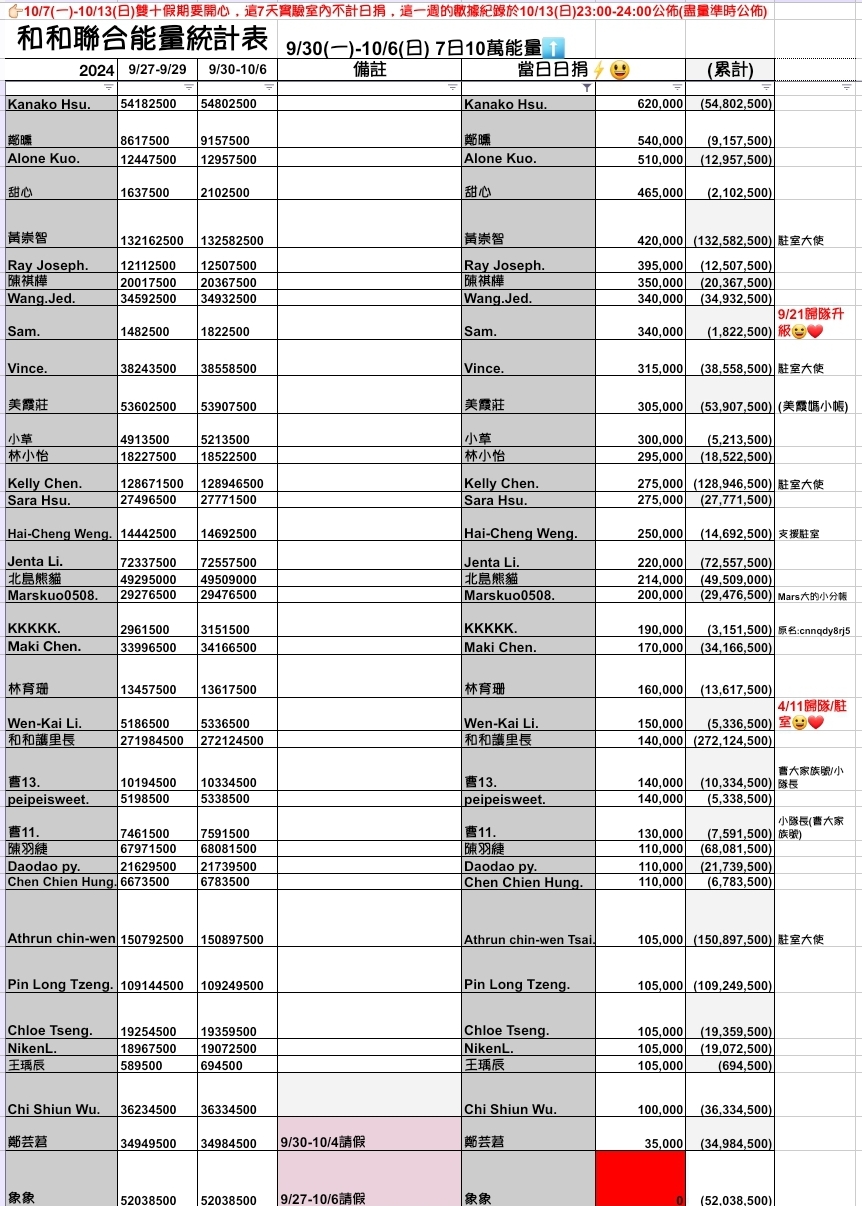 👉🏻10/7(一)-10/13(日)雙十假期要開心，這7天實驗室內不計日捐，這一週的數據紀錄於10/13(日)23:00-24:00公佈(盡量準時公佈)
和和聯合能量統計表 9/30(一)-10/6(日) 7日10萬能量⬆️
2024 9/27-9/29 9/30-10/6 備註 當日日捐⚡😃 (累計)
Kanako Hsu. 54182500 54802500 Kanako Hsu. 620,000 (54,802,500)
鄭曛 8617500 9157500 鄭曛 540,000 (9,157,500)
Alone Kuo. 12447500 12957500 Alone Kuo. 510,000 (12,957,500)
甜心 1637500 2102500 甜心 465,000 (2,102,500)
黃崇智 132162500 132582500 黃崇智 420,000 (132,582,500) 駐室大使
Ray Joseph. 12112500 12507500 Ray Joseph. 395,000 (12,507,500)
陳祺樺 20017500 20367500 陳祺樺 350,000 (20,367,500)
Wang.Jed. 34592500 34932500 Wang.Jed. 340,000 (34,932,500)
Sam. 1482500 1822500 Sam. 340,000 (1,822,500) 9/21開隊升
級😃❤️
Vince. 38243500 38558500 Vince. 315,000 (38,558,500) 駐室大使
美霞莊 53602500 53907500 美霞莊 305,000 (53,907,500) (美霞媽小帳)
小草 4913500 5213500 小草 300,000 (5,213,500)
林小怡 18227500 18522500 林小怡 295,000 (18,522,500)
Kelly Chen. 128671500 128946500 Kelly Chen. 275,000 (128,946,500) 駐室大使
Sara Hsu. 27496500 27771500 Sara Hsu. 275,000 (27,771,500)
Hai-Cheng Weng. 14442500 14692500 Hai-Cheng Weng. 250,000 (14,692,500) 支援駐室
Jenta Li. 72337500 72557500 Jenta Li. 220,000 (72,557,500)
北島熊貓 49295000 49509000 北島熊貓 214,000 (49,509,000)
Marskuo0508. 29276500 29476500 Marskuo0508. 200,000 (29,476,500) Mars大的小分帳
KKKKK. 2961500 3151500 KKKKK. 190,000 (3,151,500) 原名:cnnqdy8rj5
Maki Chen. 33996500 34166500 Maki Chen. 170,000 (34,166,500)
林育珊 13457500 13617500 林育珊 160,000 (13,617,500)
Wen-Kai Li. 5186500 5336500 Wen-Kai Li. 150,000 (5,336,500) 4/11開隊/駐
室😃❤️
和和護里長 271984500 272124500 和和護里長 140,000 (272,124,500)
曹13. 10194500 10334500 曹13. 140,000 (10,334,500) 曹大家族號/小
隊長
peipeisweet. 5198500 5338500 peipeisweet. 140,000 (5,338,500)
曹11. 7461500 7591500 曹11. 130,000 (7,591,500) 小隊長(曹大家
族號)
陳羽緁 67971500 68081500 陳羽緁 110,000 (68,081,500)
Daodao py. 21629500 21739500 Daodao py. 110,000 (21,739,500)
Chen Chien Hung. 6673500 6783500 Chen Chien Hung. 110,000 (6,783,500)
Athrun chin-wen 150792500 150897500 Athrun chin-wen Tsai. 105,000 (150,897,500) 駐室大使
Pin Long Tzeng. 109144500 109249500 Pin Long Tzeng. 105,000 (109,249,500)
Chloe Tseng. 19254500 19359500 Chloe Tseng. 105,000 (19,359,500)
NikenL. 18967500 19072500 NikenL. 105,000 (19,072,500)
王瑀辰 589500 694500 王瑀辰 105,000 (694,500)
Chi Shiun Wu. 36234500 36334500 Chi Shiun Wu. 100,000 (36,334,500)
鄭芸莙 34949500 34984500 9/30-10/4請假 鄭芸莙 35,000 (34,984,500)
象象 52038500 52038500 9/27-10/6請假 象象 0 (52,038,500)